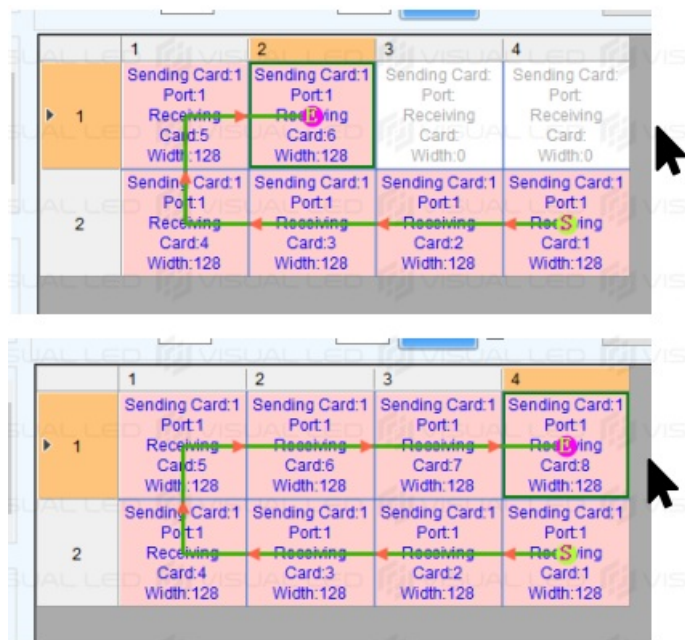 1 2 3 4
Sending Card:1 Sending Card:1 Sending Card: Sending Card:
Port:1 Port:1 Port: Port:
1 Receiving Receiving Receiving Receiving
Card:5 Card:6 Card: Card:
Width:128 Width:128 Width:0 Width:0
Sending Card:1 Sending Card:1 Sending Card:1 Sending Card:1
Port:1 Port:1 Port:1 Port:1
2 Receiving Receiving Receiving Receiving
Card:4 Card:3 Card:2 Card:1
Width:128 Width:128 Width:128 Width:128
E
S
VISUAL LED
1 2 3 4
Sending Card:1 Sending Card:1 Sending Card:1 Sending Card:1
Port:1 Port:1 Port:1 Port:1
1 Receiving Receiving Receiving Receiving
Card:5 Card:6 Card:7 Card:8
Width:128 Width:128 Width:128 Width:128
Sending Card:1 Sending Card:1 Sending Card:1 Sending Card:1
Port:1 Port:1 Port:1 Port:1
2 Receiving Receiving Receiving Receiving
Card:4 Card:3 Card:2 Card:1
Width:128 Width:128 Width:128 Width:128
E
S
VISUAL LED